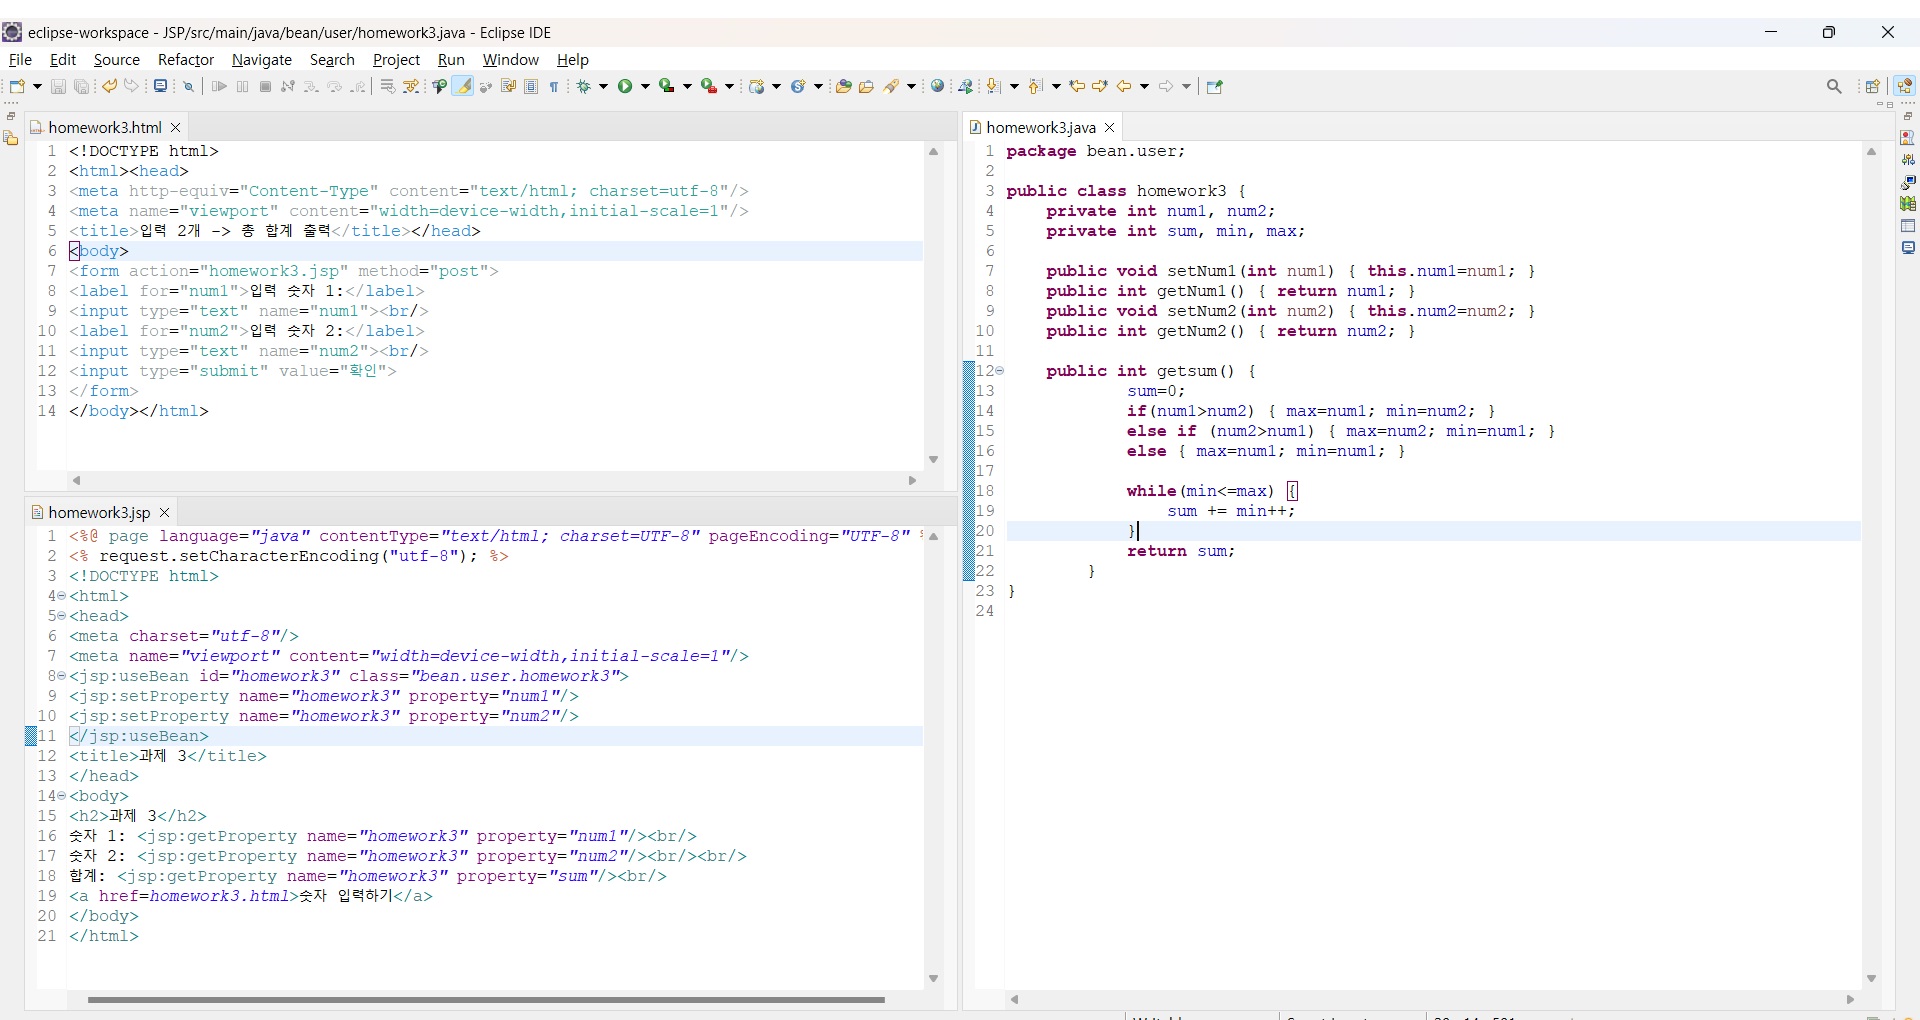 eclipse-workspace - JSP/src/main/java/bean/user/homework3.java - Eclipse IDE
File Edit Source Refactor Navigate Search Project Run Window Help
homework3.html
1 <!DOCTYPE html>
2 <html><head>
3 <meta http-equiv="Content-Type" content="text/html; charset=utf-8"/>
4 <meta name="viewport" content="width=device-width,initial-scale=1"/>
5 <title>입력 2개 -> 총 합계 출력</title></head>
6 <body>
7 <form action="homework3.jsp" method="post">
8 <label for="num1">입력 숫자 1:</label>
9 <input type="text" name="num1"><br/>
10 <label for="num2">입력 숫자 2:</label>
11 <input type="text" name="num2"><br/>
12 <input type="submit" value="확인">
13 </form>
14 </body></html>
homework3.jsp
1 <%@ page language="java" contentType="text/html; charset=UTF-8" pageEncoding="UTF-8"
2 <% request.setCharacterEncoding("utf-8"); %>
3 <!DOCTYPE html>
4 <html>
5 <head>
6 <meta charset="utf-8"/>
7 <meta name="viewport" content="width=device-width,initial-scale=1"/>
8 <jsp:useBean id="homework3" class="bean.user.homework3">
9 <jsp:setProperty name="homework3" property="num1"/>
10 <jsp:setProperty name="homework3" property="num2"/>
11 </jsp:useBean>
12 <title>과제 3</title>
13 </head>
14 <body>
15 <h2>과제 3</h2>
16 숫자 1: <jsp:getProperty name="homework3" property="num1"/><br/>
17 숫자 2: <jsp:getProperty name="homework3" property="num2"/><br/><br/>
18 합계: <jsp:getProperty name="homework3" property="sum"/><br/>
19 <a href=homework3.html>숫자 입력하기</a>
20 </body>
21 </html>
homework3.java
1 package bean.user;
2
3 public class homework3 {
4 private int num1, num2;
5 private int sum, min, max;
6
7 public void setNum1(int num1) { this.num1=num1; }
8 public int getNum1() { return num1; }
9 public void setNum2(int num2) { this.num2=num2; }
10 public int getNum2() { return num2; }
11
12 public int getsum() {
13 sum=0;
14 if(num1>num2) { max=num1; min=num2; }
15 else if (num2>num1) { max=num2; min=num1; }
16 else { max=num1; min=num1; }
17
18 while(min<=max) {
19 sum += min++;
20 }
21 return sum;
22 }
23 }
24